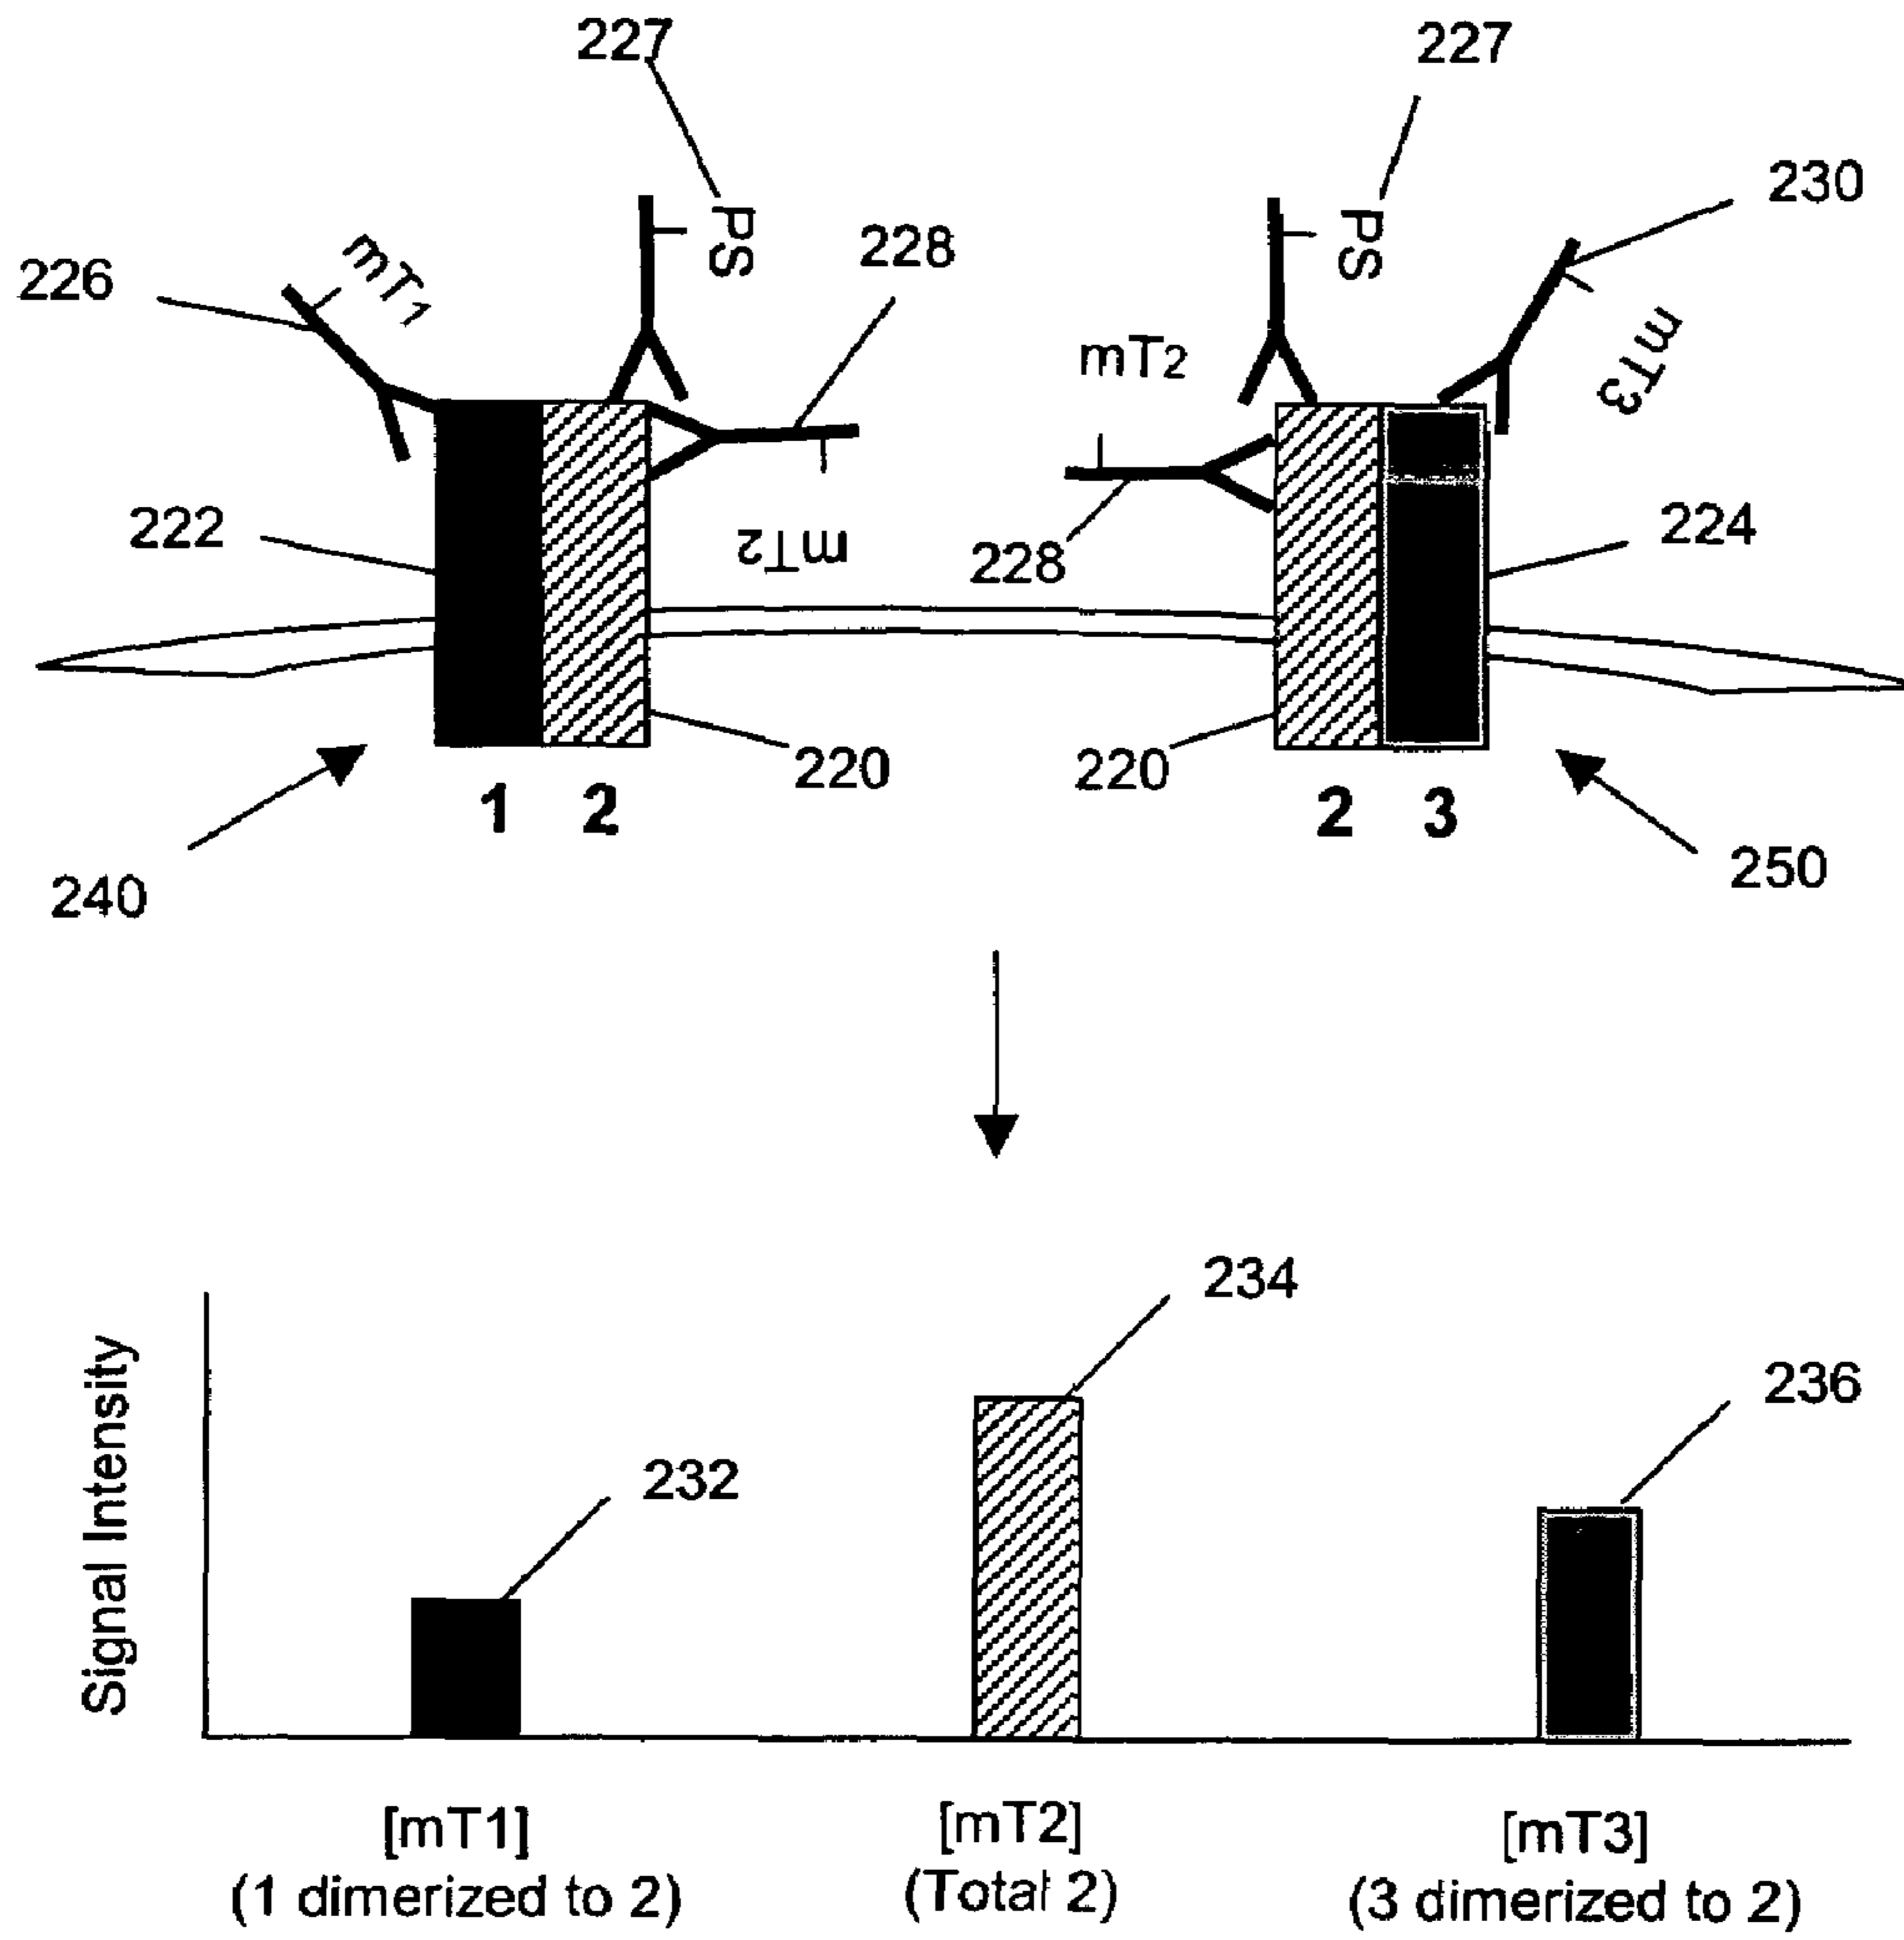 227
227
230
226
mT1
PS
228
PS
mT2
mT3
222
mT2
228
224
220
220
1 2
2 3
240
250
234
236
232
Signal Intensity
[mT1]
(1 dimerized to 2)
[mT2]
(Total 2)
[mT3]
(3 dimerized to 2)